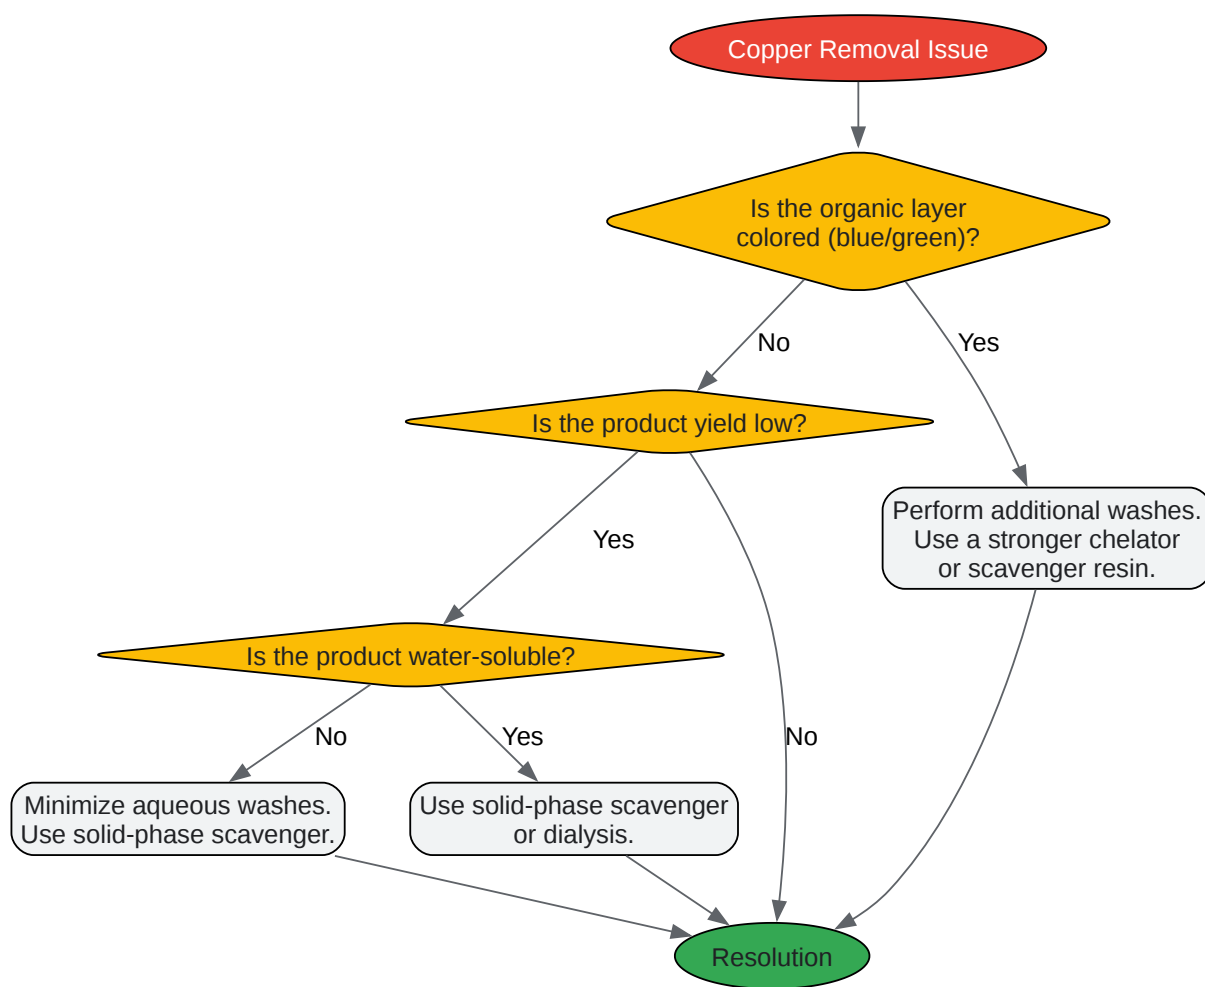 Copper Removal Issue
Is the organic layer
colored (blue/green)?
No
Yes
Is the product yield low?
Perform additional washes.
Use a stronger chelator
or scavenger resin.
Yes
Is the product water-soluble?
No
Yes
No
Minimize aqueous washes.
Use solid-phase scavenger.
Use solid-phase scavenger
or dialysis.
Resolution